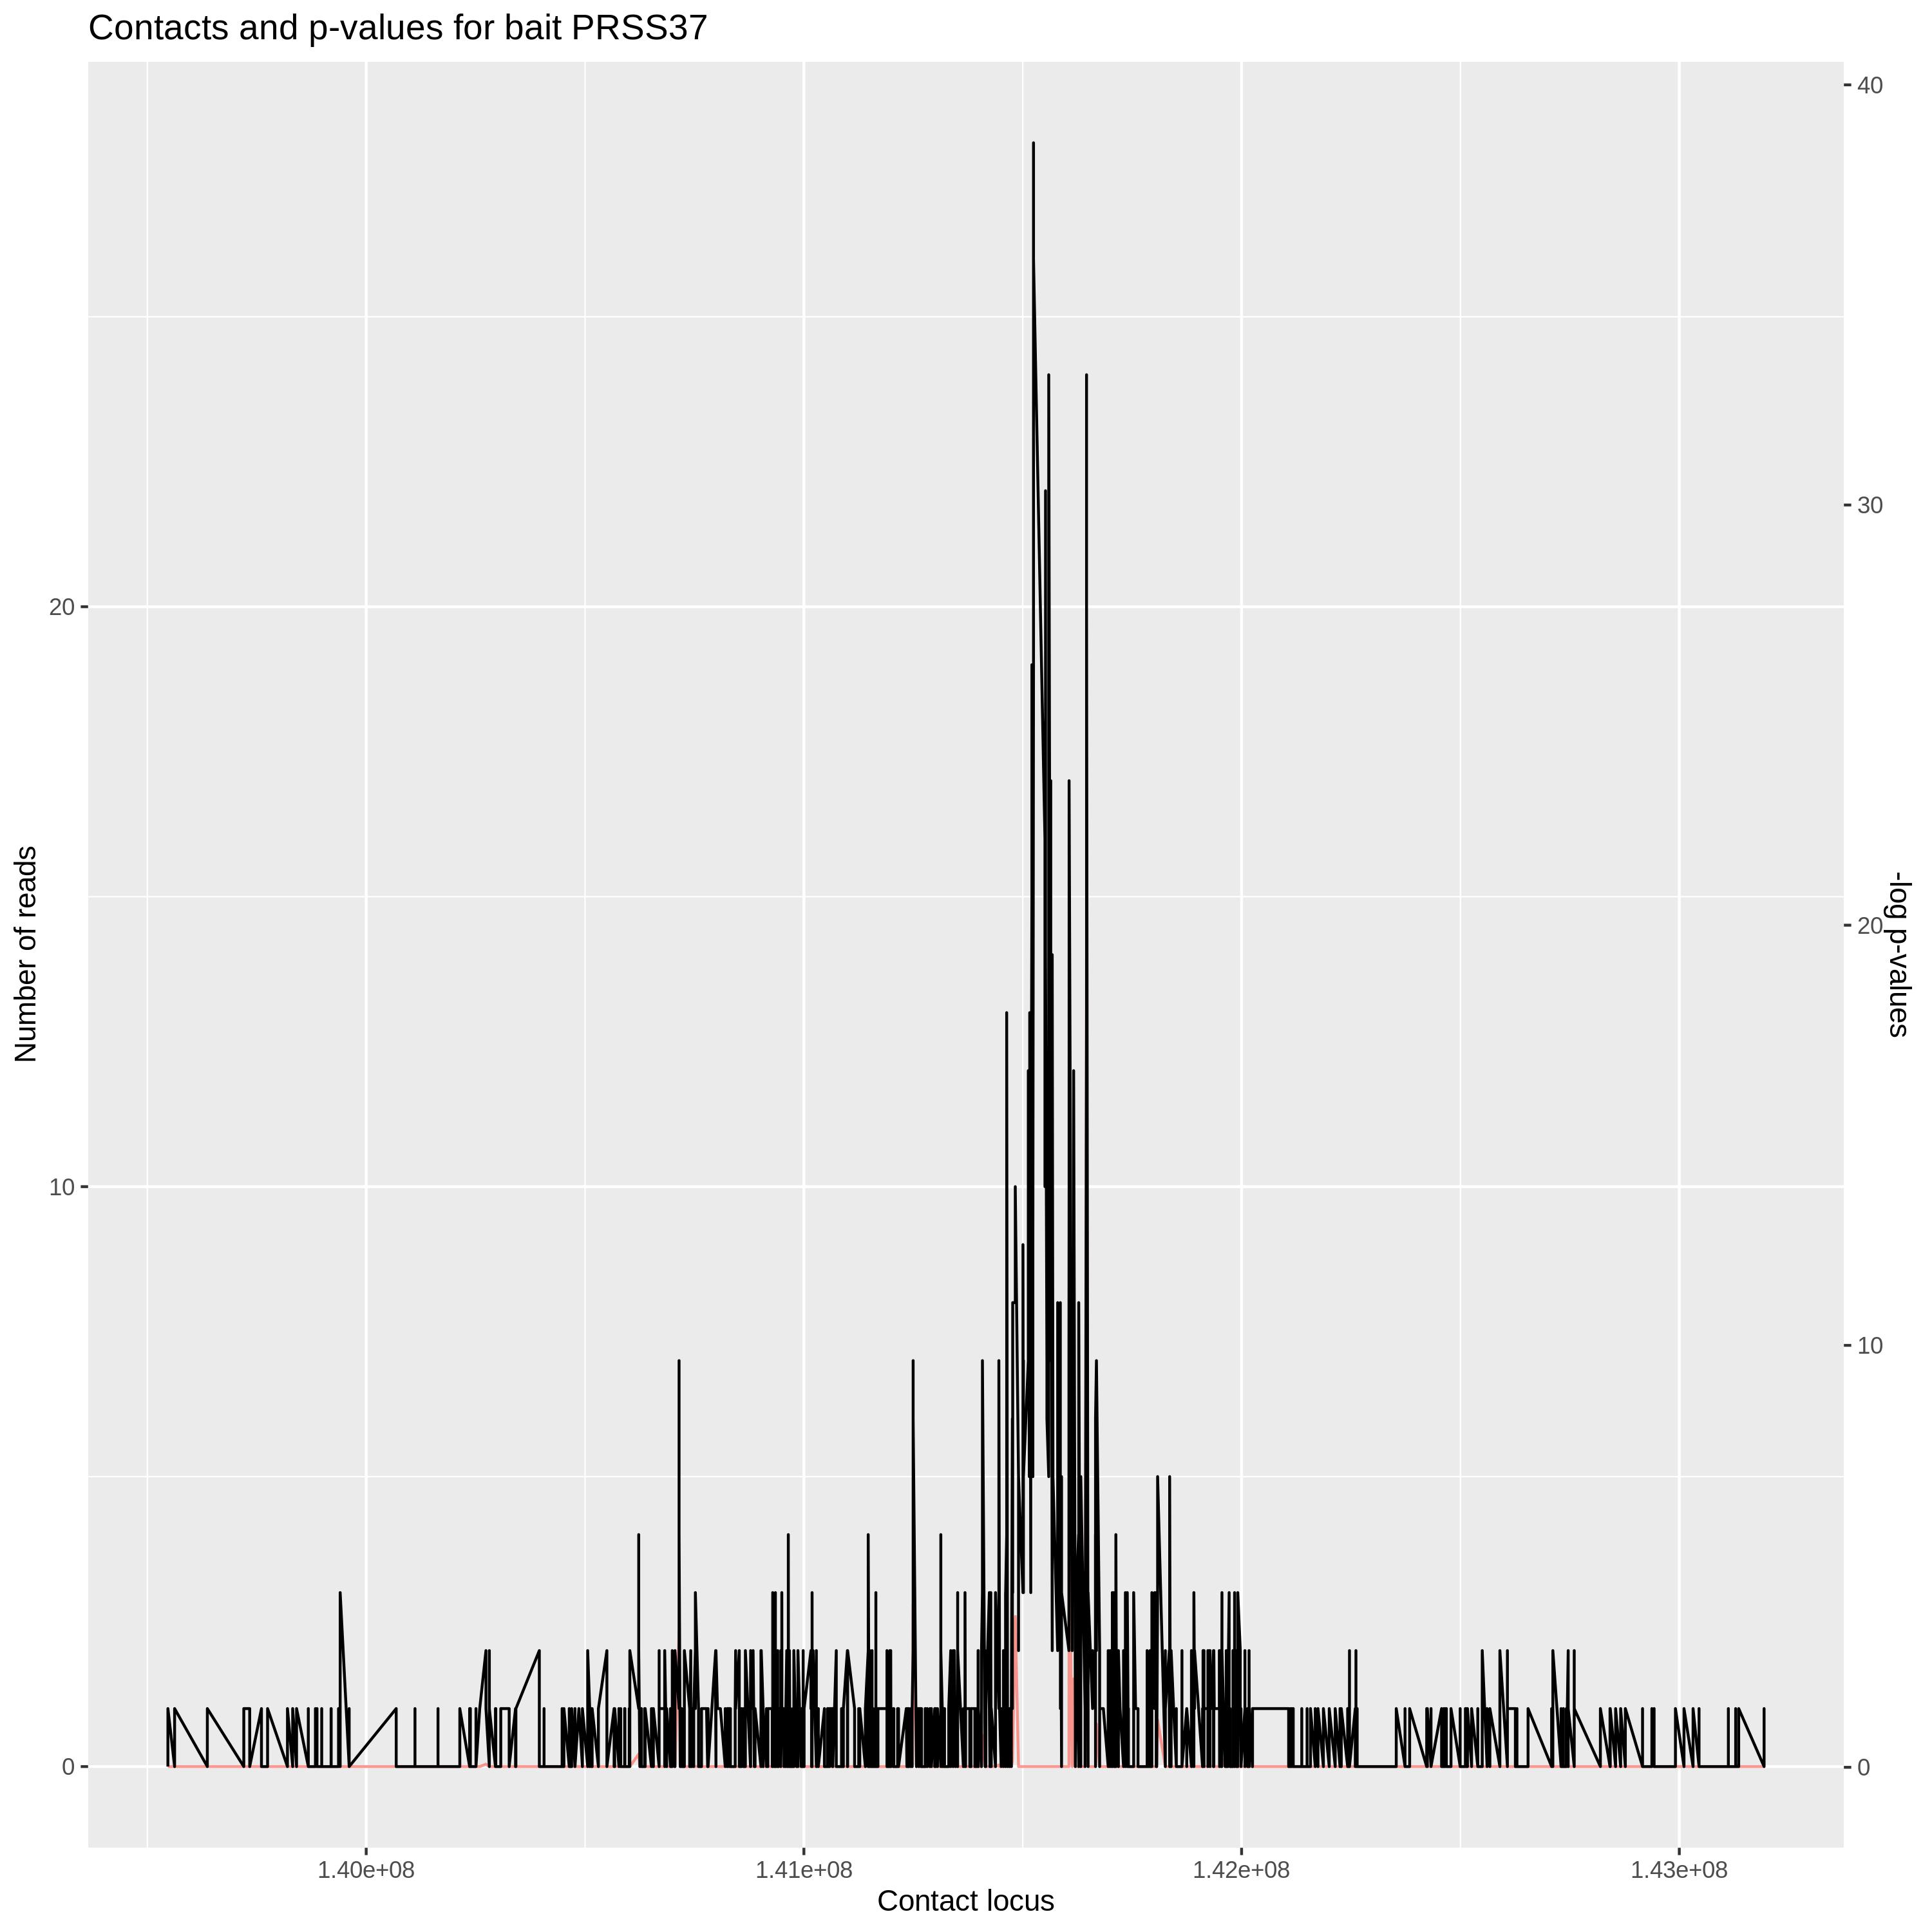 Contacts and p-values for bait PRSS37
40
30
20
20
10
10
0
0
Number of reads
-log p-values
1.40e+08
1.41e+08
1.42e+08
1.43e+08
Contact locus